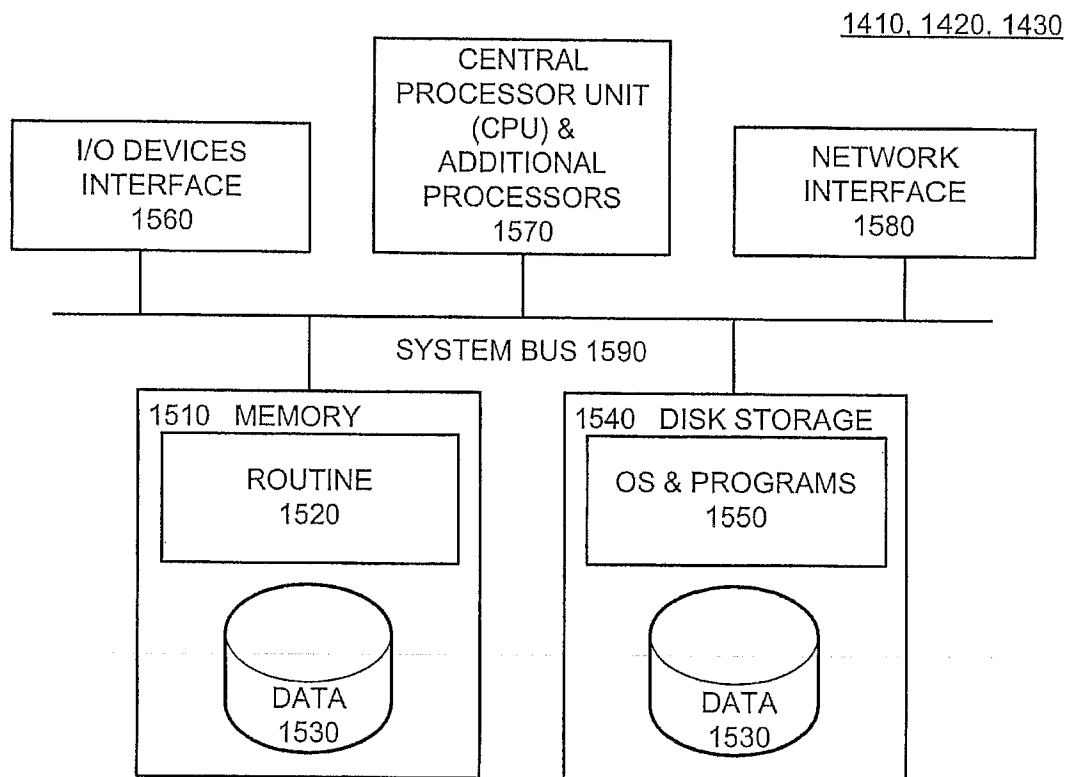 1410, 1420, 1430
CENTRAL
PROCESSOR UNIT
(CPU) &
ADDITIONAL
PROCESSORS
1570
I/O DEVICES
INTERFACE
1560
NETWORK
INTERFACE
1580
SYSTEM BUS 1590
1510 MEMORY
ROUTINE
1520
DATA
1530
1540 DISK STORAGE
OS & PROGRAMS
1550
DATA
1530